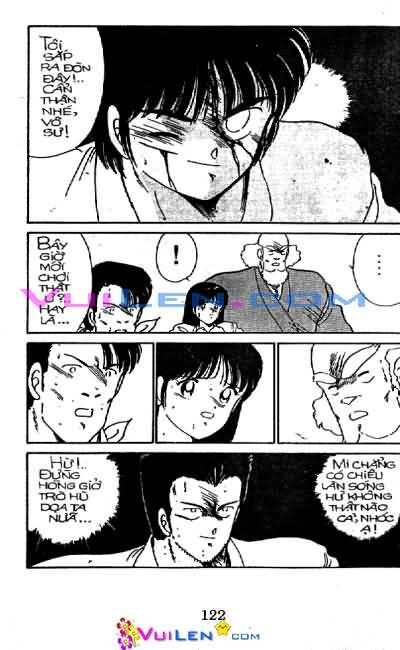 TÔI
SẮP
RA ĐÒN
ĐÂY!..
CẨN
THẬN
NHÉ,
VÕ
SƯ!
BÂY
GIỜ
MỚI
CHƠI
THẬT
Ư?
HAY
LÀ...
!
...
VUILEN.COM
HỪ!..
ĐỪNG
HÒNG GIỞ
TRÒ HÙ
DỌA TA
NỮA...
MI CHẲNG
CÓ CHIÊU
LÀN SÓNG
HƯ KHÔNG
THẬT NÀO
CẢ, NHÓC
Ạ!
122
VUILEN.COM